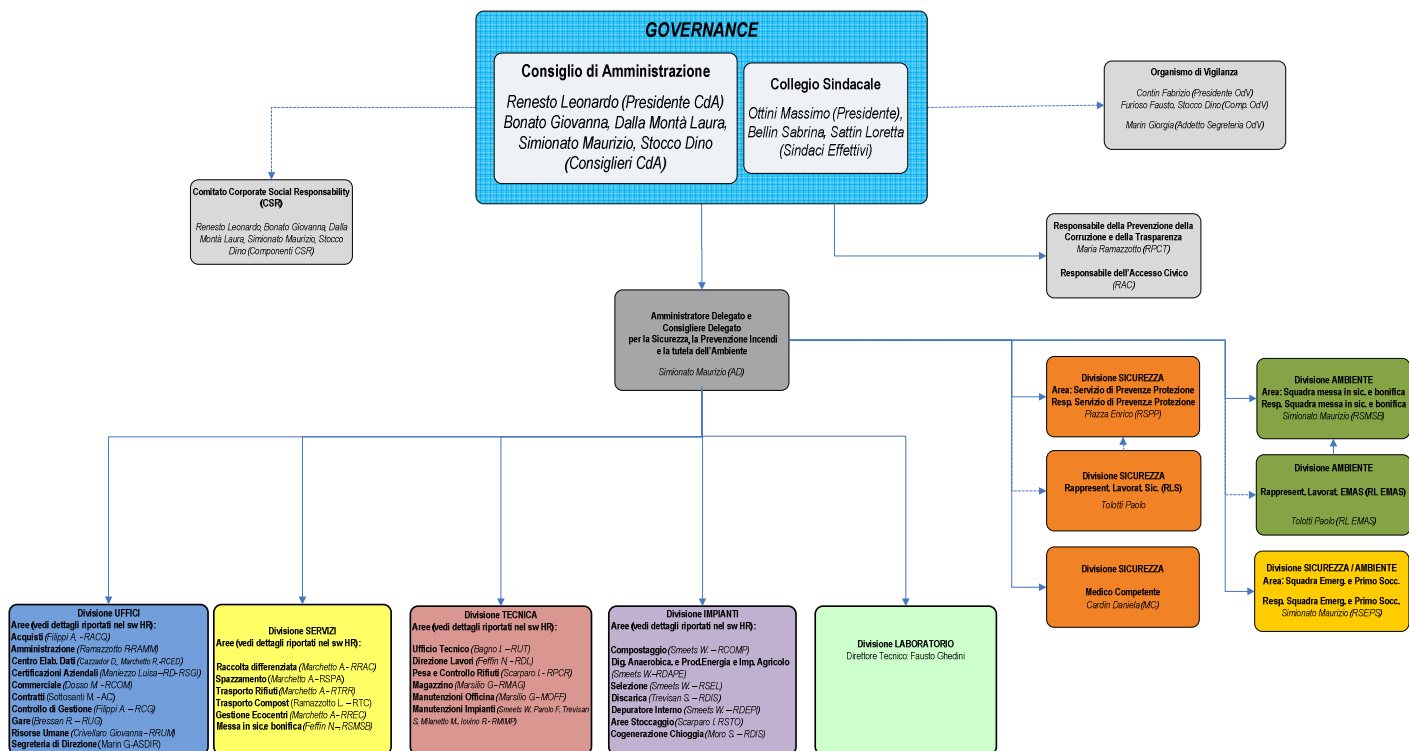 GOVERNANCE
Consiglio di Amministrazione
Renesto Leonardo (Presidente CdA)
Bonato Giovanna, Dalla Montà Laura,
Simionato Maurizio, Stocco Dino
(Consiglieri CdA)
Collegio Sindacale
Ottini Massimo (Presidente),
Bellin Sabrina, Sattin Loretta
(Sindaci Effettivi)
Organismo di Vigilanza
Contin Fabrizio (Presidente OdV)
Furioso Fausto, Stocco Dino (Comp. OdV)
Marin Giorgia (Addetto Segreteria OdV)
Comitato Corporate Social Responsability
(CSR)
Renesto Leonardo, Bonato Giovanna, Dalla
Montà Laura, Simionato Maurizio, Stocco
Dino (Componenti CSR)
Responsabile della Prevenzione della
Corruzione e della Trasparenza
Maria Ramazzotto (RPCT)
Responsabile dell'Accesso Civico
(RAC)
Amministratore Delegato e
Consigliere Delegato
per la Sicurezza, la Prevenzione Incendi
e la tutela dell'Ambiente
Simionato Maurizio (AD)
Divisione SICUREZZA
Area: Servizio di Prevenz.e Protezione
Resp. Servizio di Prevenz.e Protezione
Piazza Enrico (RSPP)
Divisione AMBIENTE
Area: Squadra messa in sic. e bonifica
Resp. Squadra messa in sic. e bonifica
Simionato Maurizio (RSMSB)
Divisione SICUREZZA
Rappresent. Lavorat. Sic. (RLS)
Tolotti Paolo
Divisione AMBIENTE
Rappresent. Lavorat. EMAS (RL EMAS)
Tolotti Paolo (RL EMAS)
Divisione SICUREZZA
Medico Competente
Cardin Daniela (MC)
Divisione SICUREZZA / AMBIENTE
Area: Squadra Emerg. e Primo Socc.
Resp. Squadra Emerg. e Primo Socc.
Simionato Maurizio (RSEPS)
Divisione UFFICI
Aree (vedi dettagli riportati nel sw HR) :
Acquisti (Filippi A. - RACQ)
Amministrazione (Ramazzotto RRAMM)
Centro Elab. Dati (Cazzador D., Marchetto R.-RCED)
Certificazioni Aziendali (Maniezzo Luisa–RD-RSGI)
Commerciale (Dosso M. -RCOM)
Contratti (Sottosanti M. -AC)
Controllo di Gestione (Filippi A. – RCG)
Gare (Bressan R. – RUG)
Risorse Umane (Crivellaro Giovanna–RRUM)
Segreteria di Direzione (Marin G-ASDIR)
Divisione SERVIZI
Aree (vedi dettagli riportati nel sw HR):
Raccolta differenziata (Marchetto A.- RRAC)
Spazzamento (Marchetto A.-RSPA)
Trasporto Rifiuti (Marchetto A.-RTRR)
Trasporto Compost (Ramazzotto L. – RTC)
Gestione Ecocentri (Marchetto A.-RREC)
Messa in sic.e bonifica (Feffin N.–RSMSB)
Divisione TECNICA
Aree (vedi dettagli riportati nel sw HR):
Ufficio Tecnico (Bagno I. –RUT)
Direzione Lavori (Feffin N,-RDL)
Pesa e Controllo Rifiuti (Scarparo I.- RPCR)
Magazzino (Marsilio G-RMAG)
Manutenzioni Officina (Marsilio G–MOFF)
Manutenzioni Impianti (Smeets W. Parolo F, Trevisan
S. Milanetto M., Iovino R.-RMIMP)
Divisione IMPIANTI
Aree (vedi dettagli riportati nel sw HR):
Compostaggio (Smeets W. –RCOMP)
Dig. Anaerobica. e Prod.Energia e Imp. Agricolo
(Smeets W.–RDAPE)
Selezione (Smeets W. – RSEL)
Discarica (Trevisan S. –RDIS)
Depuratore Interno (Smeets W. –RDEPI)
Aree Stoccaggio (Scarparo I. RSTO)
Cogenerazione Chioggia (Moro S. –RDIS)
Divisione LABORATORIO
Direttore Tecnico: Fausto Ghedini